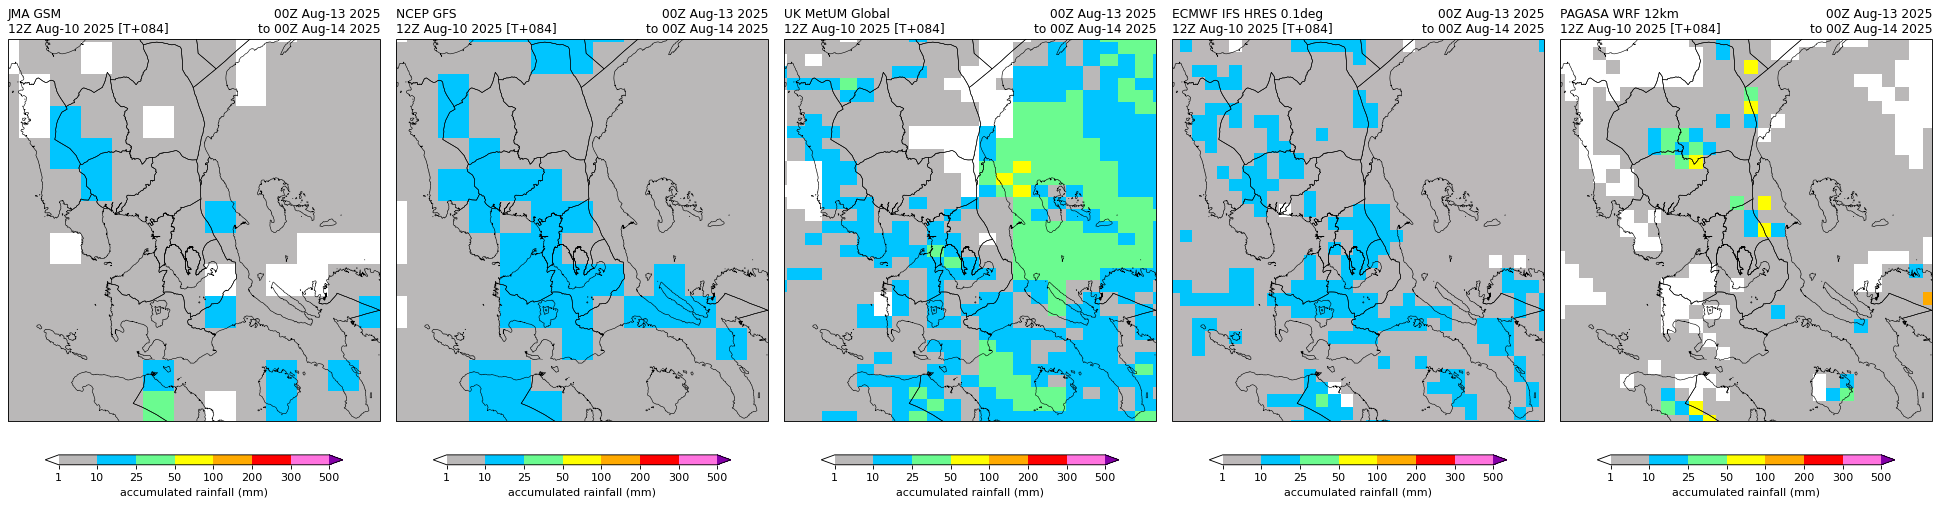 JMA GSM 00Z Aug-13 2025
12Z Aug-10 2025 [T+084] to 00Z Aug-14 2025
NCEP GFS 00Z Aug-13 2025
12Z Aug-10 2025 [T+084] to 00Z Aug-14 2025
UK MetUM Global 00Z Aug-13 2025
12Z Aug-10 2025 [T+084] to 00Z Aug-14 2025
ECMWF IFS HRES 0.1deg 00Z Aug-13 2025
12Z Aug-10 2025 [T+084] to 00Z Aug-14 2025
PAGASA WRF 12km 00Z Aug-13 2025
12Z Aug-10 2025 [T+084] to 00Z Aug-14 2025
1 10 25 50 100 200 300 500
accumulated rainfall (mm)
1 10 25 50 100 200 300 500
accumulated rainfall (mm)
1 10 25 50 100 200 300 500
accumulated rainfall (mm)
1 10 25 50 100 200 300 500
accumulated rainfall (mm)
1 10 25 50 100 200 300 500
accumulated rainfall (mm)